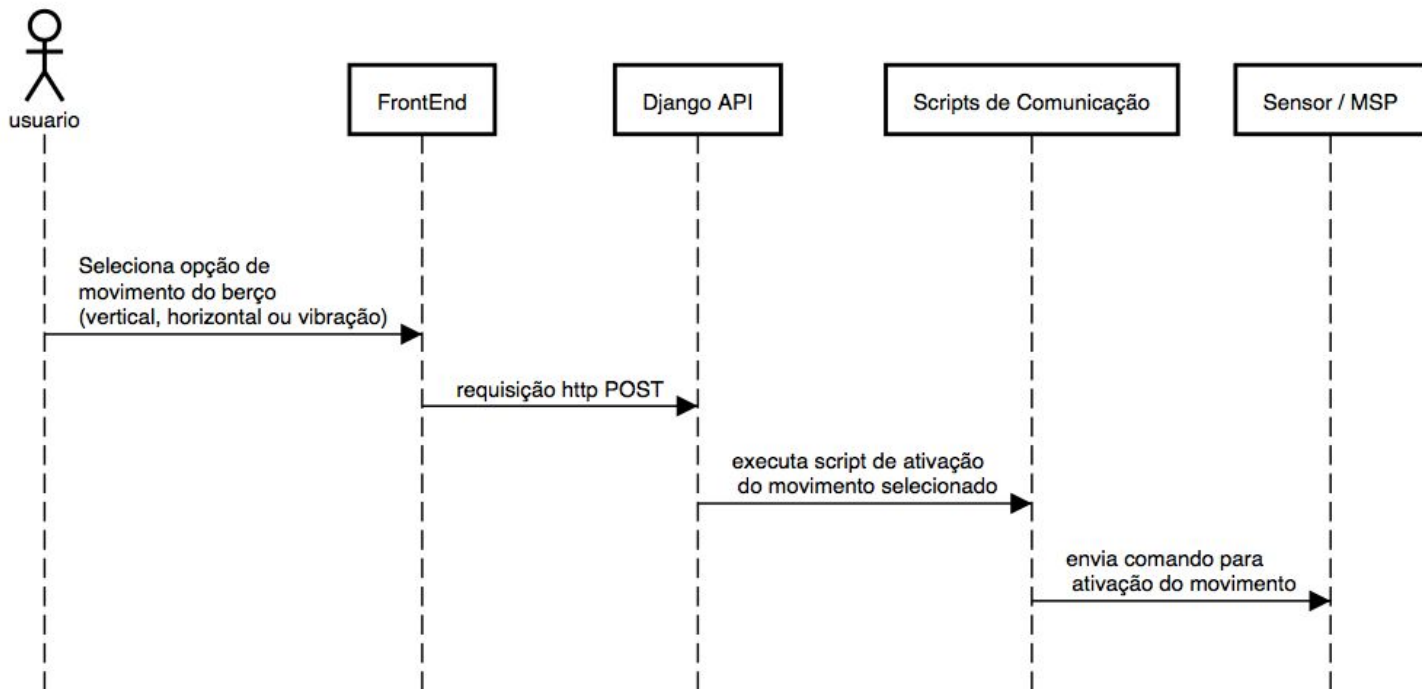 usuario
FrontEnd
Django API
Scripts de Comunicação
Sensor / MSP
Seleciona opção de
movimento do berço
(vertical, horizontal ou vibração)
requisição http POST
executa script de ativação
do movimento selecionado
envia comando para
ativação do movimento